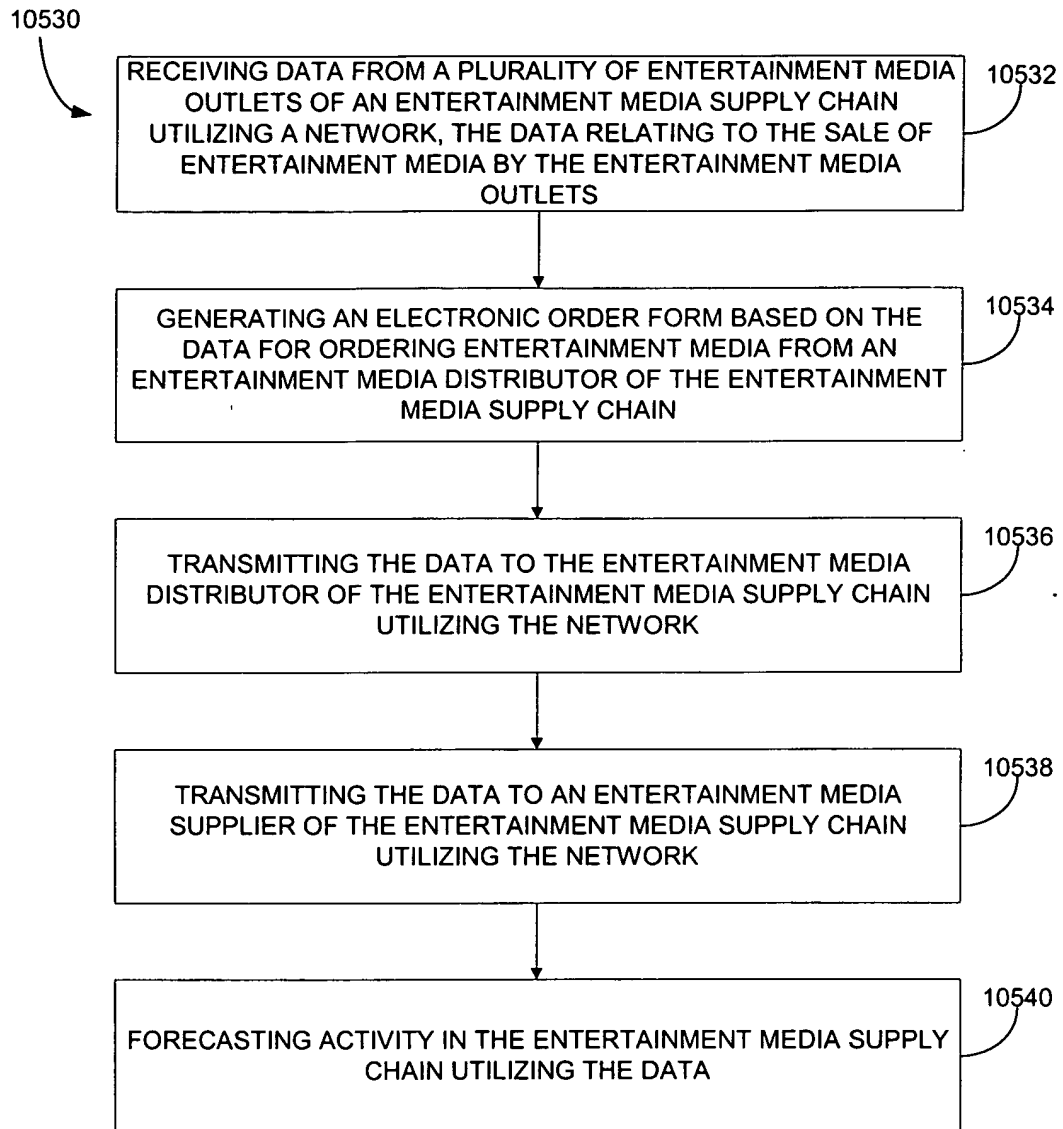 10530
RECEIVING DATA FROM A PLURALITY OF ENTERTAINMENT MEDIA
OUTLETS OF AN ENTERTAINMENT MEDIA SUPPLY CHAIN
UTILIZING A NETWORK, THE DATA RELATING TO THE SALE OF
ENTERTAINMENT MEDIA BY THE ENTERTAINMENT MEDIA
OUTLETS
10532
GENERATING AN ELECTRONIC ORDER FORM BASED ON THE
DATA FOR ORDERING ENTERTAINMENT MEDIA FROM AN
ENTERTAINMENT MEDIA DISTRIBUTOR OF THE ENTERTAINMENT
MEDIA SUPPLY CHAIN
10534
TRANSMITTING THE DATA TO THE ENTERTAINMENT MEDIA
DISTRIBUTOR OF THE ENTERTAINMENT MEDIA SUPPLY CHAIN
UTILIZING THE NETWORK
10536
TRANSMITTING THE DATA TO AN ENTERTAINMENT MEDIA
SUPPLIER OF THE ENTERTAINMENT MEDIA SUPPLY CHAIN
UTILIZING THE NETWORK
10538
FORECASTING ACTIVITY IN THE ENTERTAINMENT MEDIA SUPPLY
CHAIN UTILIZING THE DATA
10540